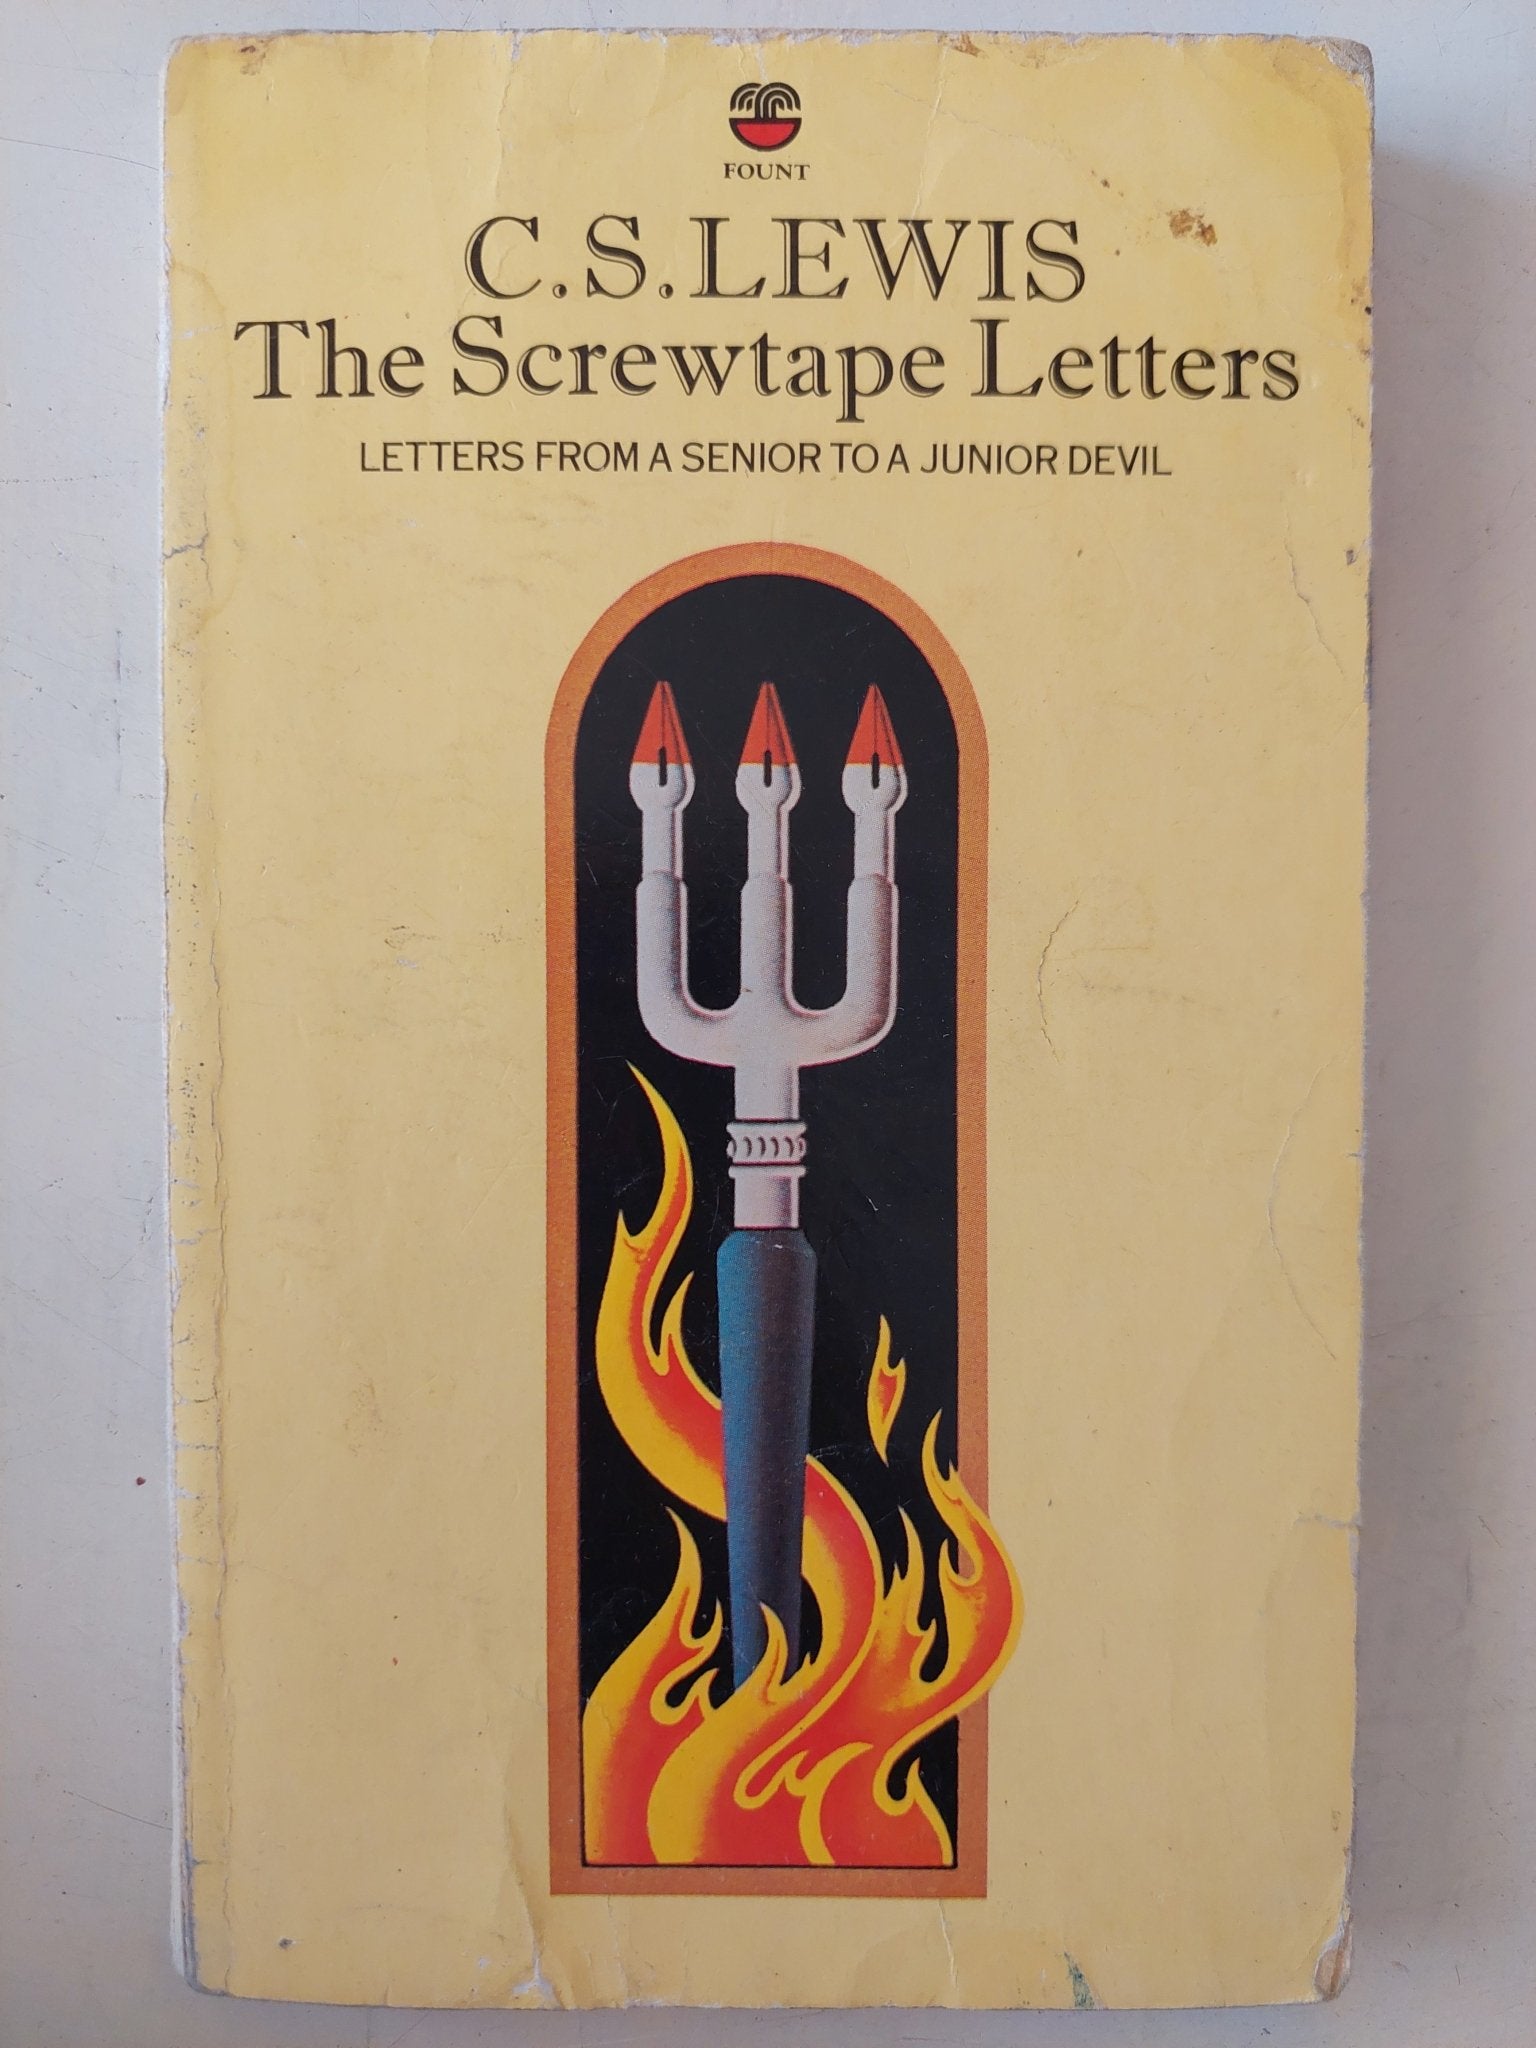 FOUNT
C.S.LEWIS
The Screwtape Letters
LETTERS FROM A SENIOR TO A JUNIOR DEVIL